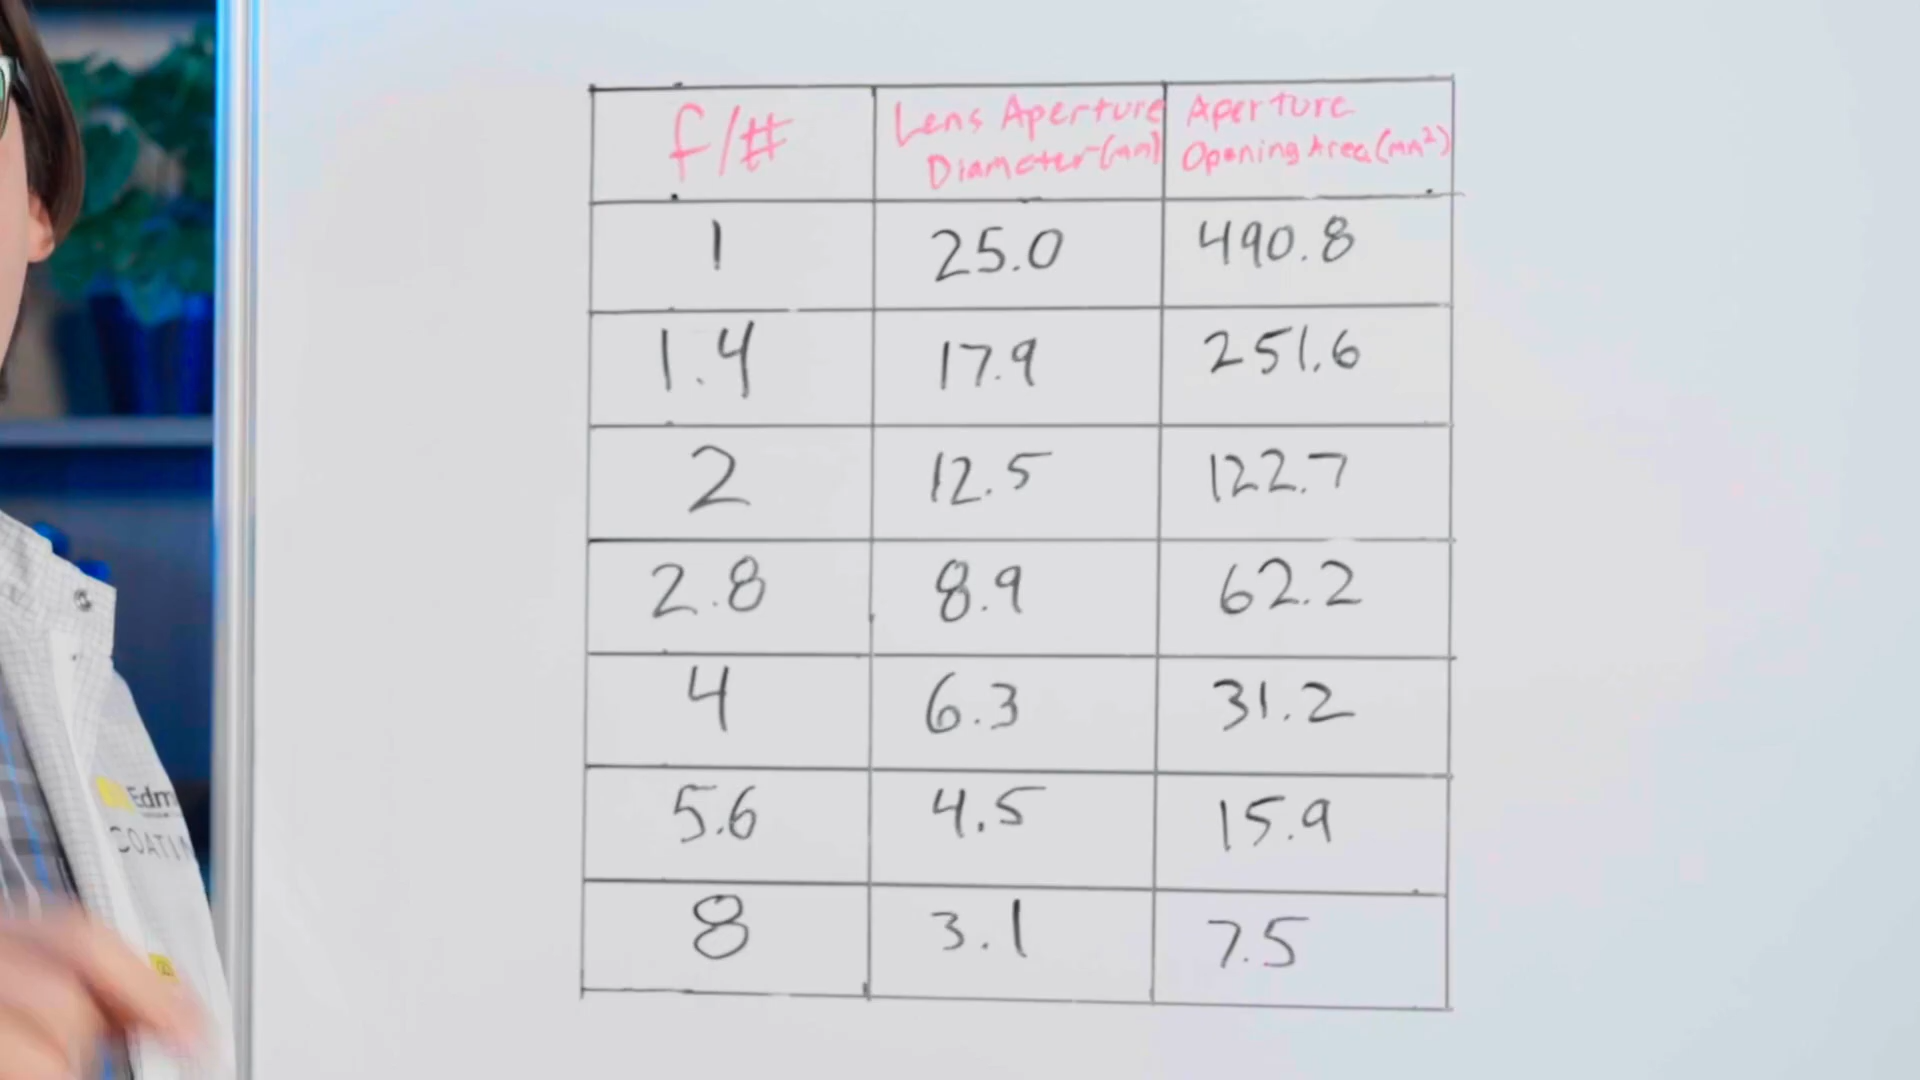 f/# Lens Aperture Diameter (mm) Aperture Opening Area (mm²)
1 25.0 490.8
1.4 17.9 251.6
2 12.5 122.7
2.8 8.9 62.2
4 6.3 31.2
5.6 4.5 15.9
8 3.1 7.5
Edm
COATIN